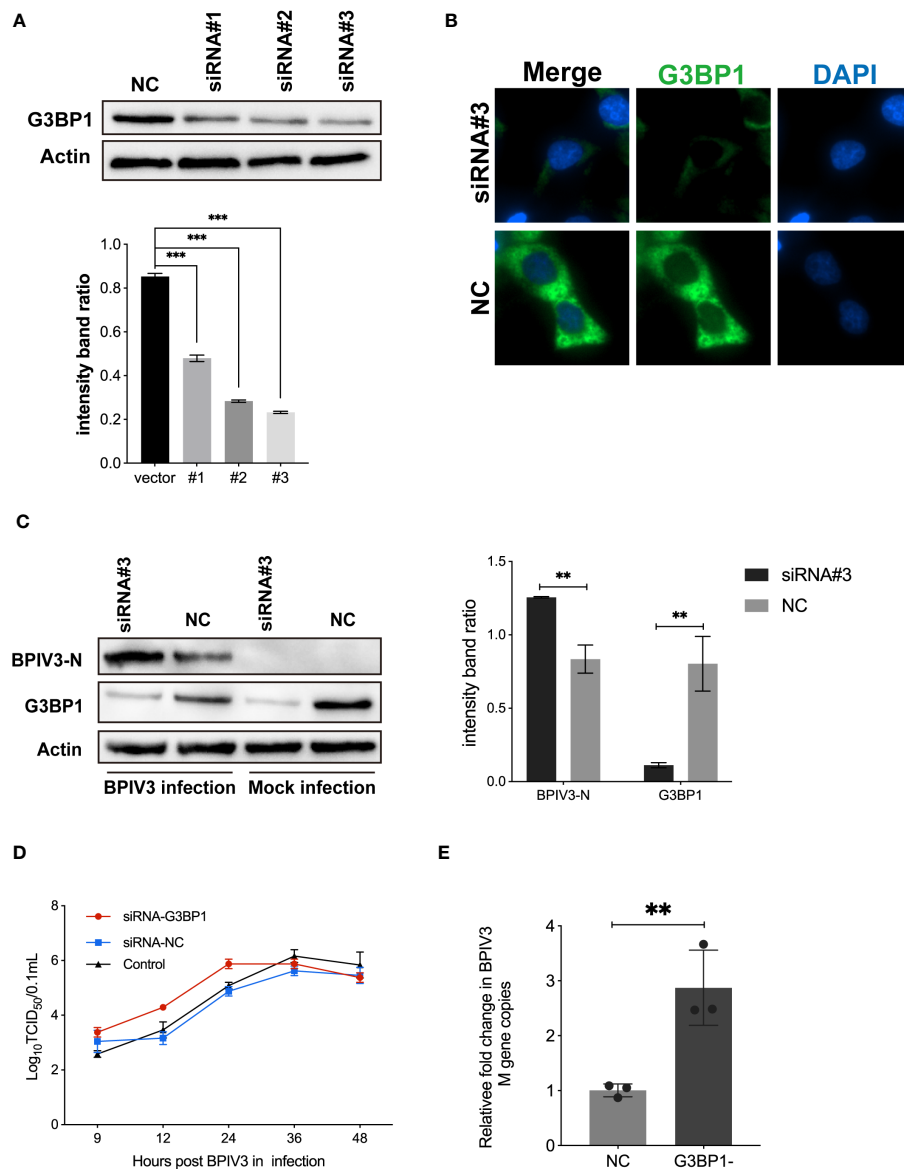 A
NC
siRNA#1
siRNA#2
siRNA#3
G3BP1
Actin
***
***
***
intensity band ratio
1.0
0.8
0.6
0.4
0.2
0.0
vector #1 #2 #3
B
Merge G3BP1 DAPI
siRNA#3
NC
C
siRNA#3
NC
siRNA#3
NC
BPIV3-N
G3BP1
Actin
BPIV3 infection Mock infection
intensity band ratio
1.5
1.0
0.5
0.0
**
**
BPIV3-N G3BP1
siRNA#3
NC
D
Log10TCID50/0.1mL
8
6
4
2
0
siRNA-G3BP1
siRNA-NC
Control
9 12 24 36 48
Hours post BPIV3 in infection
E
Relativee fold change in BPIV3
M gene copies
4
3
2
1
0
**
NC G3BP1-